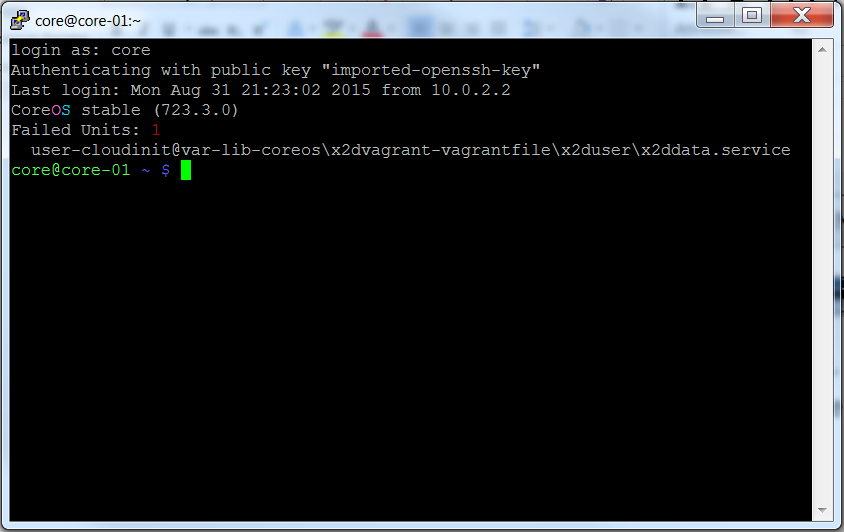 core@core-01:~
login as: core
Authenticating with public key "imported-openssh-key"
Last login: Mon Aug 31 21:23:02 2015 from 10.0.2.2
CoreOS stable (723.3.0)
Failed Units: 1
  user-cloudinit@var-lib-coreos\x2dvagrant-vagrantfile\x2duser\x2ddata.service
core@core-01 ~ $